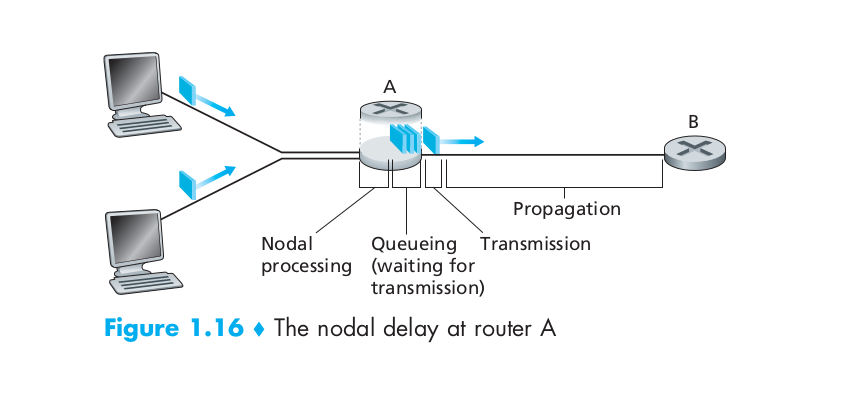 A
B
Propagation
Nodal
processing
Queueing
(waiting for
transmission)
Transmission
Figure 1.16 ♦ The nodal delay at router A